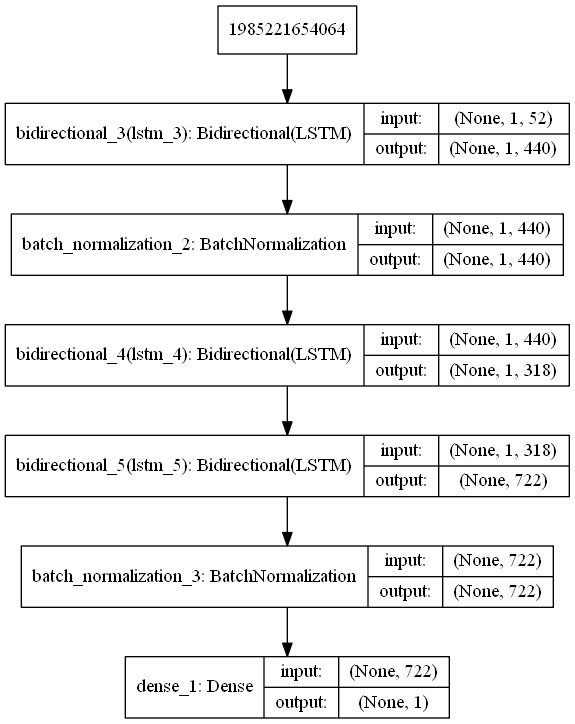 1985221654064
bidirectional_3(lstm_3): Bidirectional(LSTM)
input: (None, 1, 52)
output: (None, 1, 440)
batch_normalization_2: BatchNormalization
input: (None, 1, 440)
output: (None, 1, 440)
bidirectional_4(lstm_4): Bidirectional(LSTM)
input: (None, 1, 440)
output: (None, 1, 318)
bidirectional_5(lstm_5): Bidirectional(LSTM)
input: (None, 1, 318)
output: (None, 722)
batch_normalization_3: BatchNormalization
input: (None, 722)
output: (None, 722)
dense_1: Dense
input: (None, 722)
output: (None, 1)